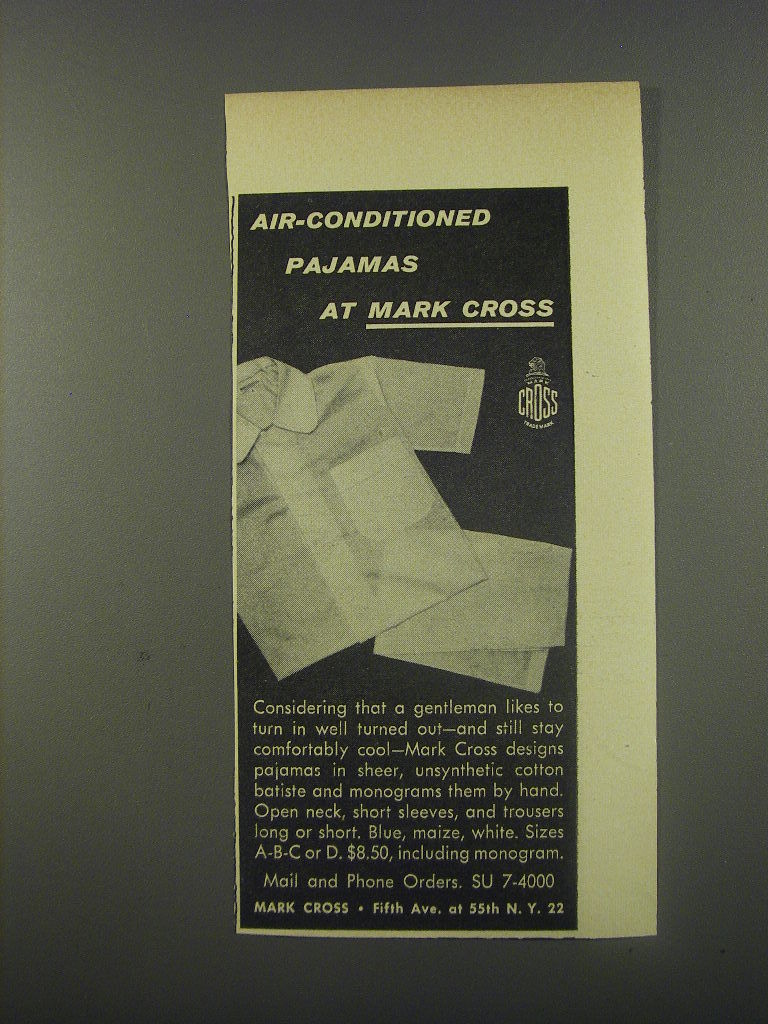 AIR-CONDITIONED
PAJAMAS
AT MARK CROSS
MARK
CROSS
TRADEMARK
Considering that a gentleman likes to
turn in well turned out—and still stay
comfortably cool—Mark Cross designs
pajamas in sheer, unsynthetic cotton
batiste and monograms them by hand.
Open neck, short sleeves, and trousers
long or short. Blue, maize, white. Sizes
A-B-C or D. $8.50, including monogram.
Mail and Phone Orders. SU 7-4000
MARK CROSS • Fifth Ave. at 55th N. Y. 22